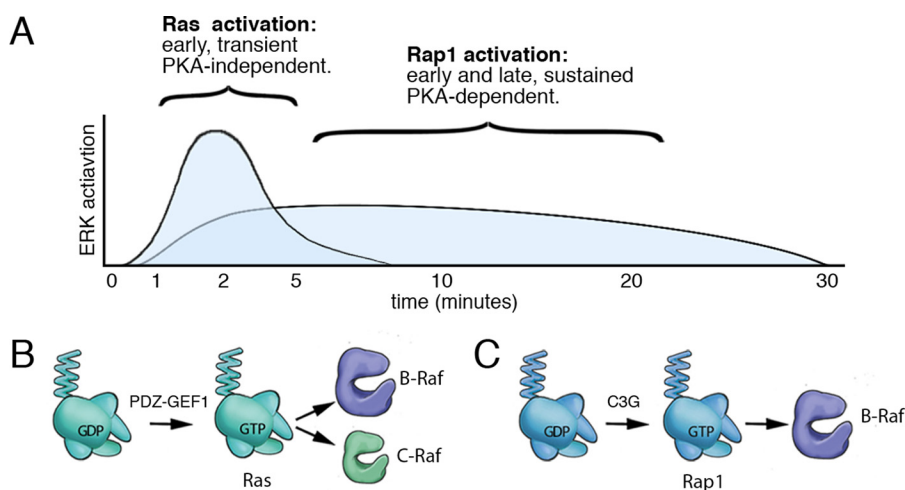 A
Ras activation:
early, transient
PKA-independent.
Rap1 activation:
early and late, sustained
PKA-dependent.
ERK actiavtion
0 1 2 5 10 20 30
time (minutes)
B
GDP
PDZ-GEF1
GTP
Ras
B-Raf
C-Raf
C
GDP
C3G
GTP
Rap1
B-Raf